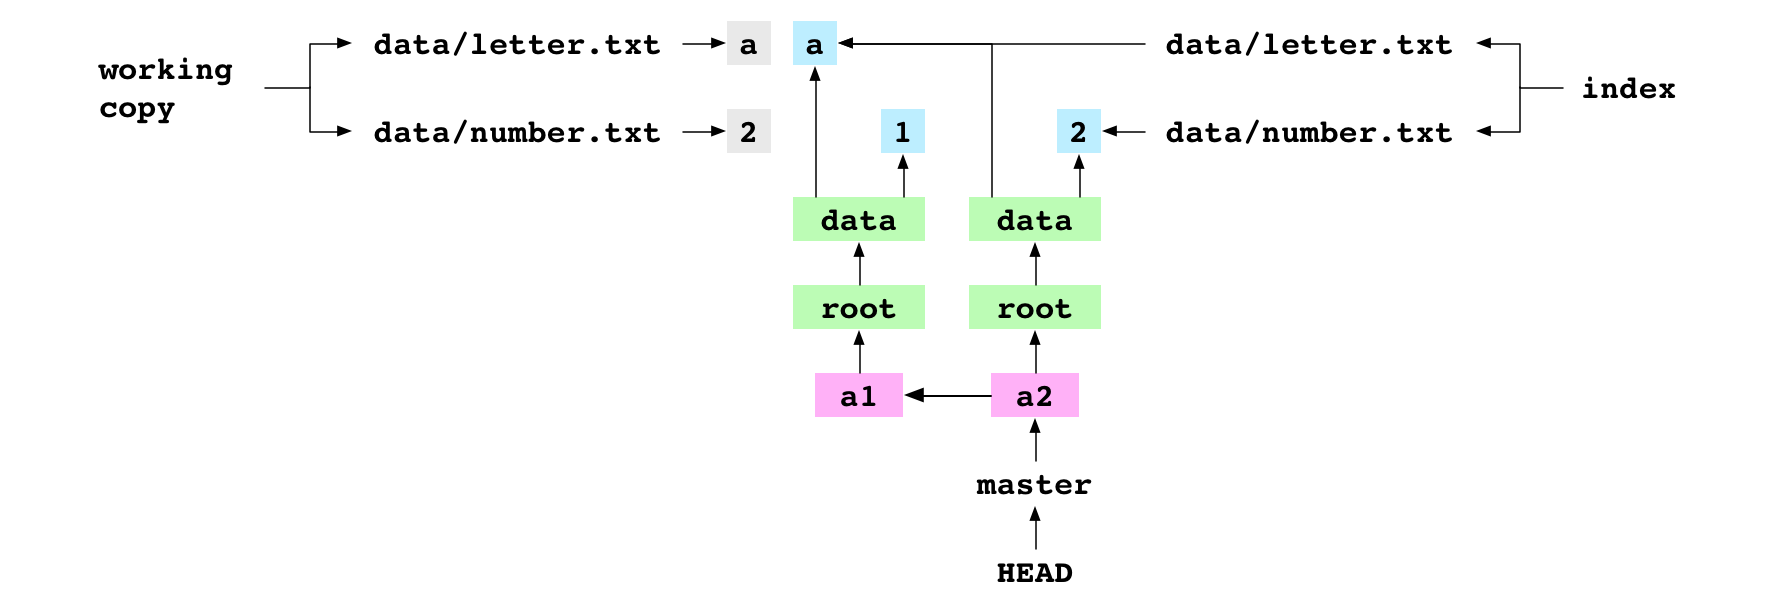 data/letter.txt a a data/letter.txt
working
copy
index
data/number.txt 2 1 2 data/number.txt
data data
root root
a1 a2
master
HEAD